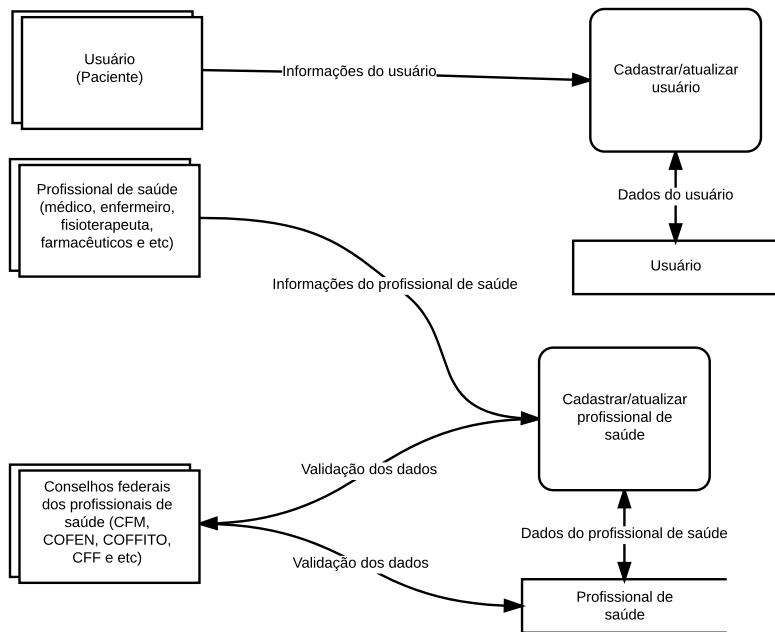 Usuário
(Paciente)
Informações do usuário
Cadastrar/atualizar
usuário
Dados do usuário
Usuário
Profissional de saúde
(médico, enfermeiro,
fisioterapeuta,
farmacêuticos e etc)
Informações do profissional de saúde
Cadastrar/atualizar
profissional de
saúde
Validação dos dados
Conselhos federais
dos profissionais de
saúde (CFM,
COFEN, COFFITO,
CFF e etc)
Dados do profissional de saúde
Validação dos dados
Profissional de
saúde